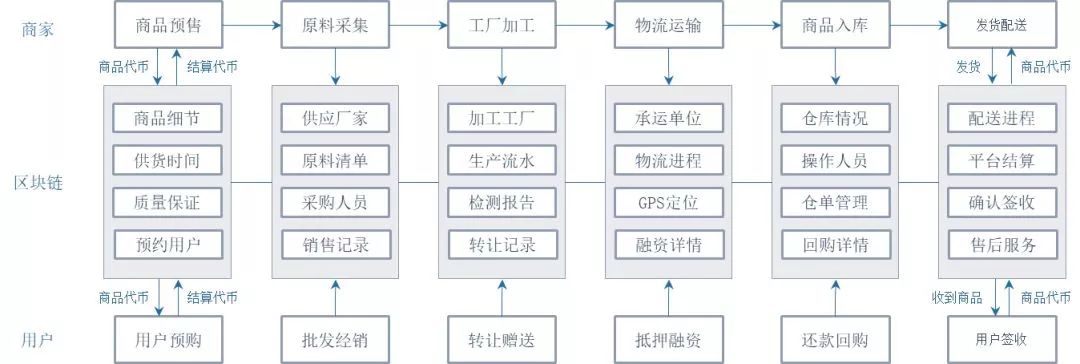 商家
商品预售
原料采集
工厂加工
物流运输
商品入库
发货配送
商品代币
结算代币
发货
商品代币
区块链
商品细节
供货时间
质量保证
预约用户
供应厂家
原料清单
采购人员
销售记录
加工工厂
生产流水
检测报告
转让记录
承运单位
物流进程
GPS定位
融资详情
仓库情况
操作人员
仓单管理
回购详情
配送进程
平台结算
确认签收
售后服务
商品代币
结算代币
收到商品
商品代币
用户
用户预购
批发经销
转让赠送
抵押融资
还款回购
用户签收